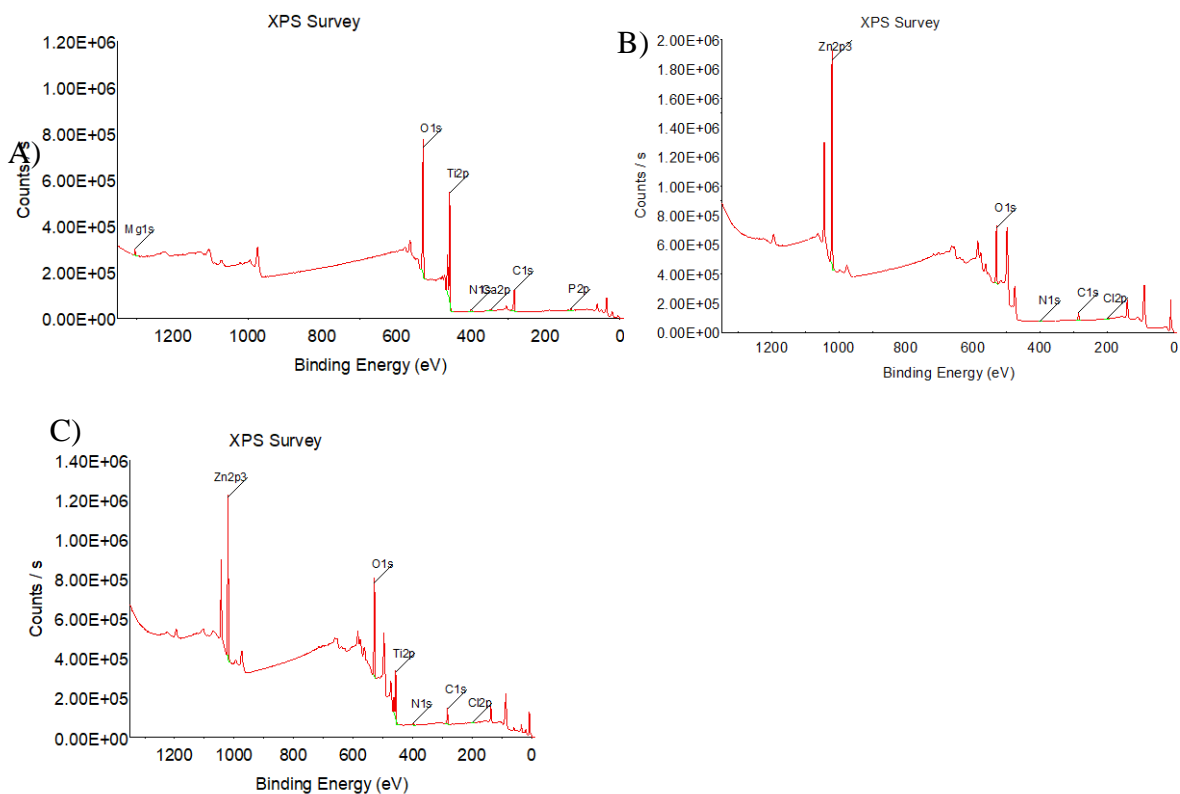 A)
XPS Survey
1.20E+06
1.00E+06
8.00E+05
6.00E+05
4.00E+05
2.00E+05
0.00E+00
Counts / s
Mg1s
O1s
Ti2p
N1s
Ca2p
C1s
P2p
1200 1000 800 600 400 200 0
Binding Energy (eV)
B)
XPS Survey
2.00E+06
1.80E+06
1.60E+06
1.40E+06
1.20E+06
1.00E+06
8.00E+05
6.00E+05
4.00E+05
2.00E+05
0.00E+00
Counts / s
Zn2p3
O1s
N1s
C1s
Cl2p
1200 1000 800 600 400 200 0
Binding Energy (eV)
C)
XPS Survey
1.40E+06
1.20E+06
1.00E+06
8.00E+05
6.00E+05
4.00E+05
2.00E+05
0.00E+00
Counts / s
Zn2p3
O1s
Ti2p
N1s
C1s
Cl2p
1200 1000 800 600 400 200 0
Binding Energy (eV)